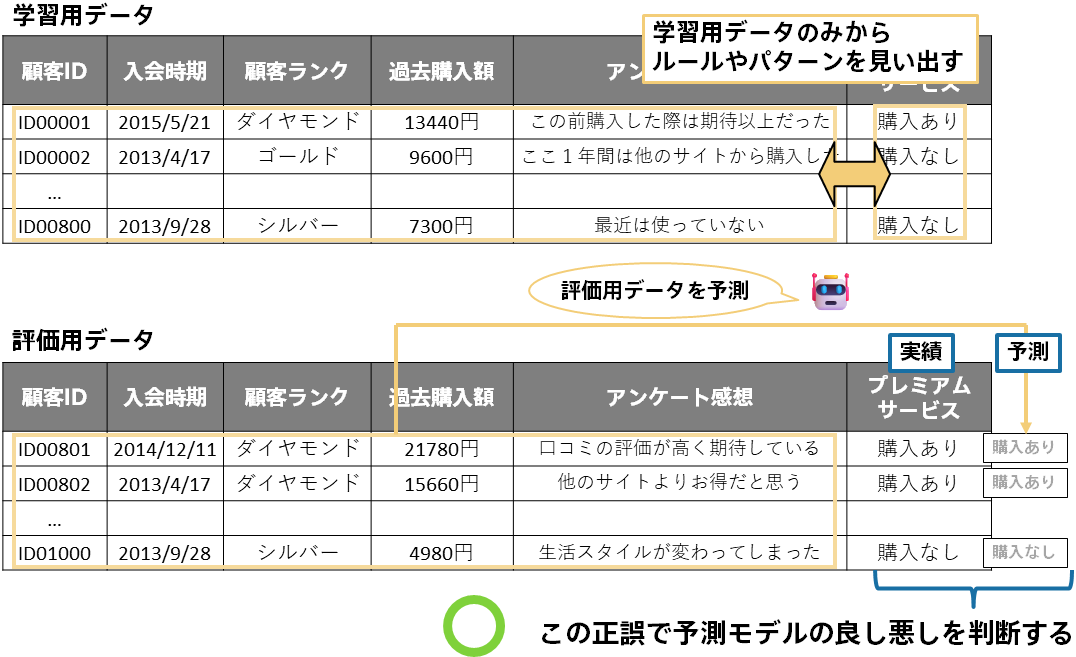 学習用データ
学習用データのみから
ルールやパターンを見い出す
顧客ID 入会時期 顧客ランク 過去購入額 アン
サービス
ID00001 2015/5/21 ダイヤモンド 13440円 この前購入した際は期待以上だった 購入あり
ID00002 2013/4/17 ゴールド 9600円 ここ１年間は他のサイトから購入し 購入なし
...
ID00800 2013/9/28 シルバー 7300円 最近は使っていない 購入なし
評価用データを予測
評価用データ
実績 予測
顧客ID 入会時期 顧客ランク 過去購入額 アンケート感想 プレミアム
サービス
ID00801 2014/12/11 ダイヤモンド 21780円 口コミの評価が高く期待している 購入あり 購入あり
ID00802 2013/4/17 ダイヤモンド 15660円 他のサイトよりお得だと思う 購入あり 購入あり
...
ID01000 2013/9/28 シルバー 4980円 生活スタイルが変わってしまった 購入なし 購入なし
この正誤で予測モデルの良し悪しを判断する